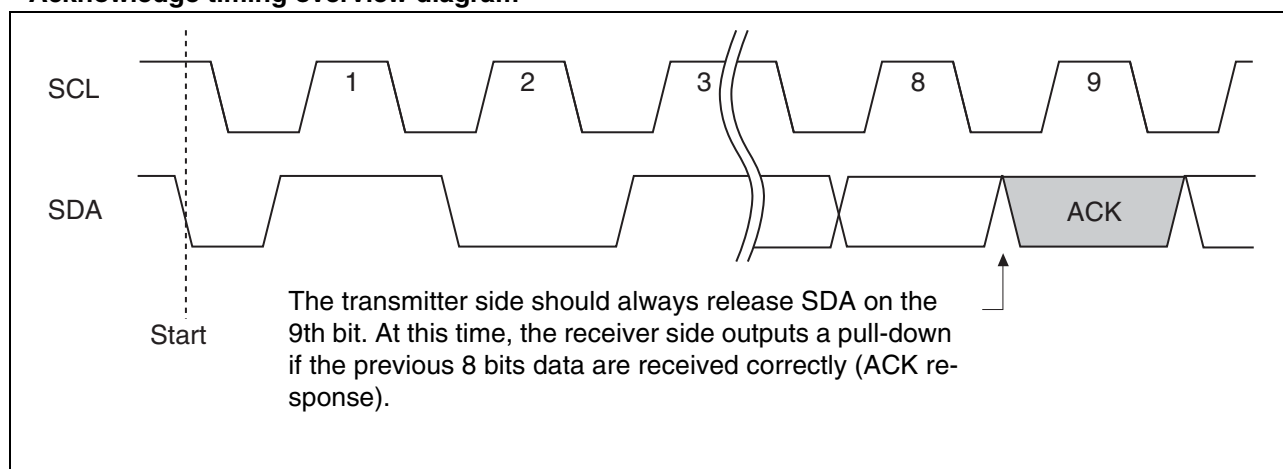 Acknowledge timing overview diagram
SCL
1
2
3
8
9
SDA
ACK
Start
The transmitter side should always release SDA on the
9th bit. At this time, the receiver side outputs a pull-down
if the previous 8 bits data are received correctly (ACK re-
sponse).